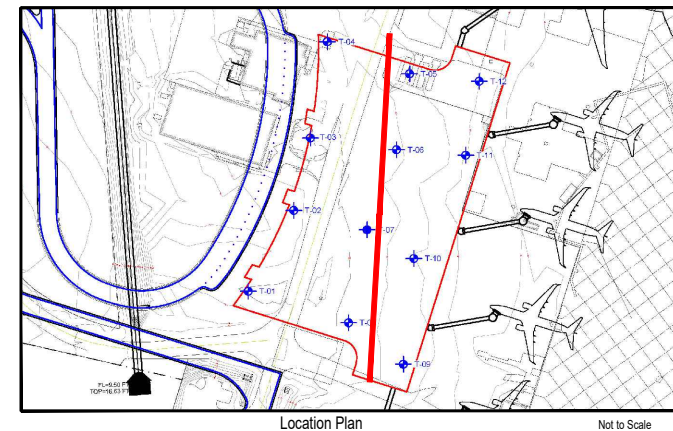 T-04
T-05
T-12
T-03
T-06
T-11
T-02
-07
T-10
T-01
T-0
T-09
FL=9.50 FT
TOP=16.63 FT
Location Plan
Not to Scale